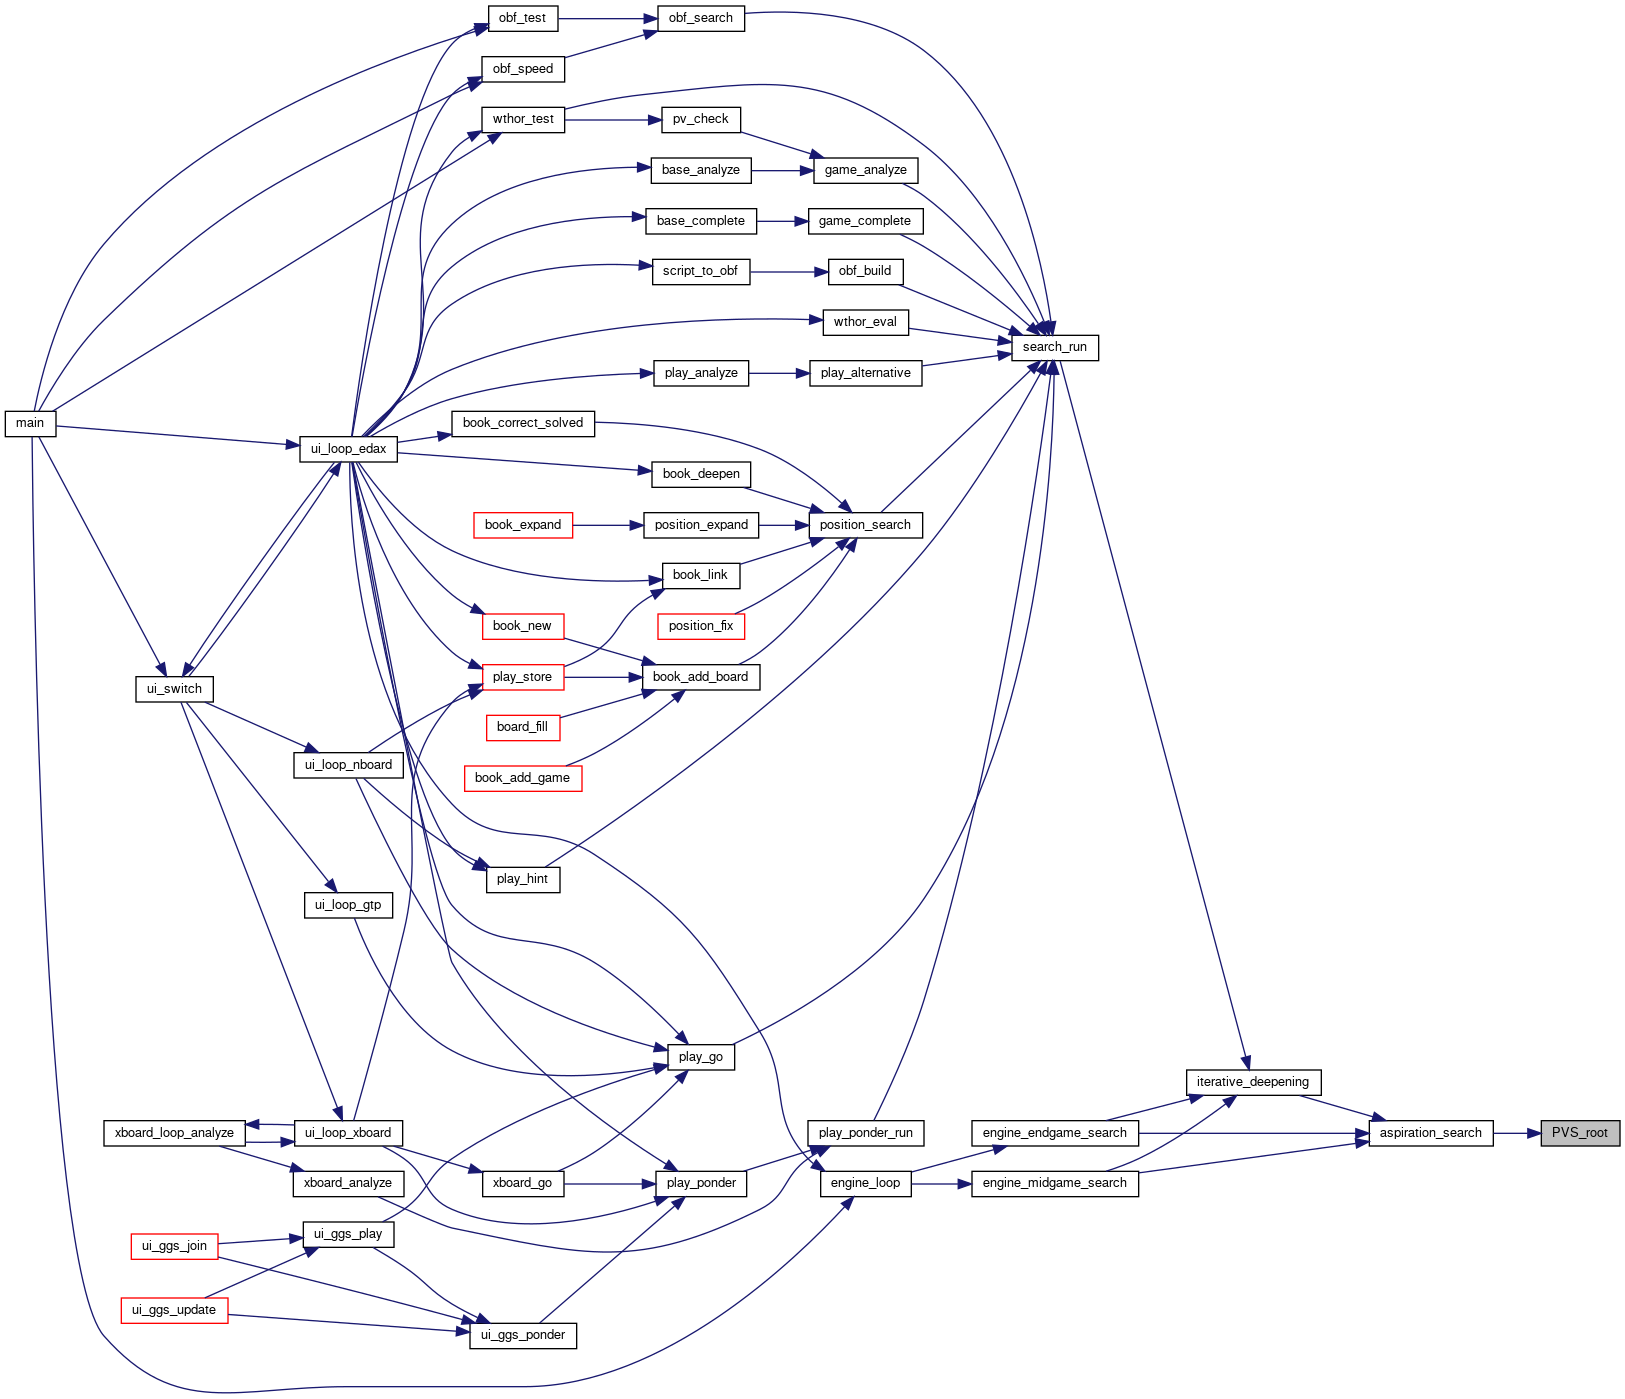 obf_test
obf_search
obf_speed
wthor_test
pv_check
base_analyze
game_analyze
base_complete
game_complete
script_to_obf
obf_build
wthor_eval
search_run
play_analyze
play_alternative
main
book_correct_solved
ui_loop_edax
book_deepen
book_expand
position_expand
position_search
book_link
book_new
position_fix
play_store
book_add_board
ui_switch
board_fill
ui_loop_nboard
book_add_game
play_hint
ui_loop_gtp
play_go
iterative_deepening
xboard_loop_analyze
ui_loop_xboard
play_ponder_run
engine_endgame_search
aspiration_search
PVS_root
xboard_analyze
xboard_go
play_ponder
engine_loop
engine_midgame_search
ui_ggs_play
ui_ggs_join
ui_ggs_update
ui_ggs_ponder